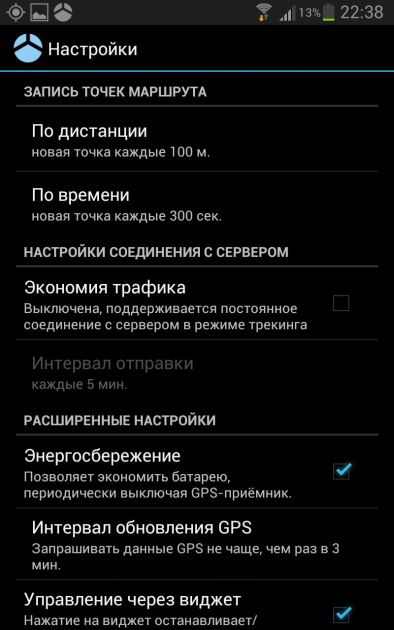 13% 22:38
Настройки
ЗАПИСЬ ТОЧЕК МАРШРУТА
По дистанции
новая точка каждые 100 м.
По времени
новая точка каждые 300 сек.
НАСТРОЙКИ СОЕДИНЕНИЯ С СЕРВЕРОМ
Экономия трафика
Выключена, поддерживается постоянное
соединение с сервером в режиме трекинга
Интервал отправки
каждые 5 мин.
РАСШИРЕННЫЕ НАСТРОЙКИ
Энергосбережение
Позволяет экономить батарею,
периодически выключая GPS-приёмник.
Интервал обновления GPS
Запрашивать данные GPS не чаще, чем раз в 3
мин.
Управление через виджет
Нажатие на виджет останавливает/